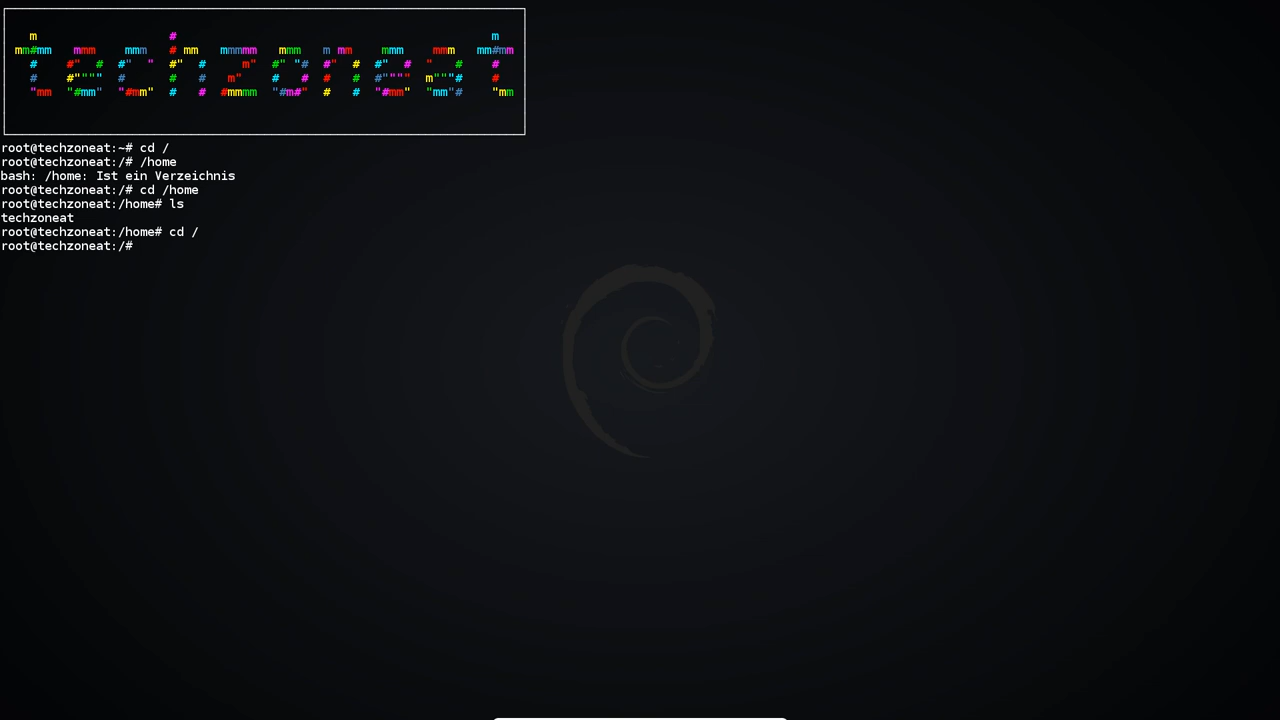 techzoneat
root@techzoneat:~# cd /
root@techzoneat:/# /home
bash: /home: Ist ein Verzeichnis
root@techzoneat:/# cd /home
root@techzoneat:/home# ls
techzoneat
root@techzoneat:/home# cd /
root@techzoneat:/#